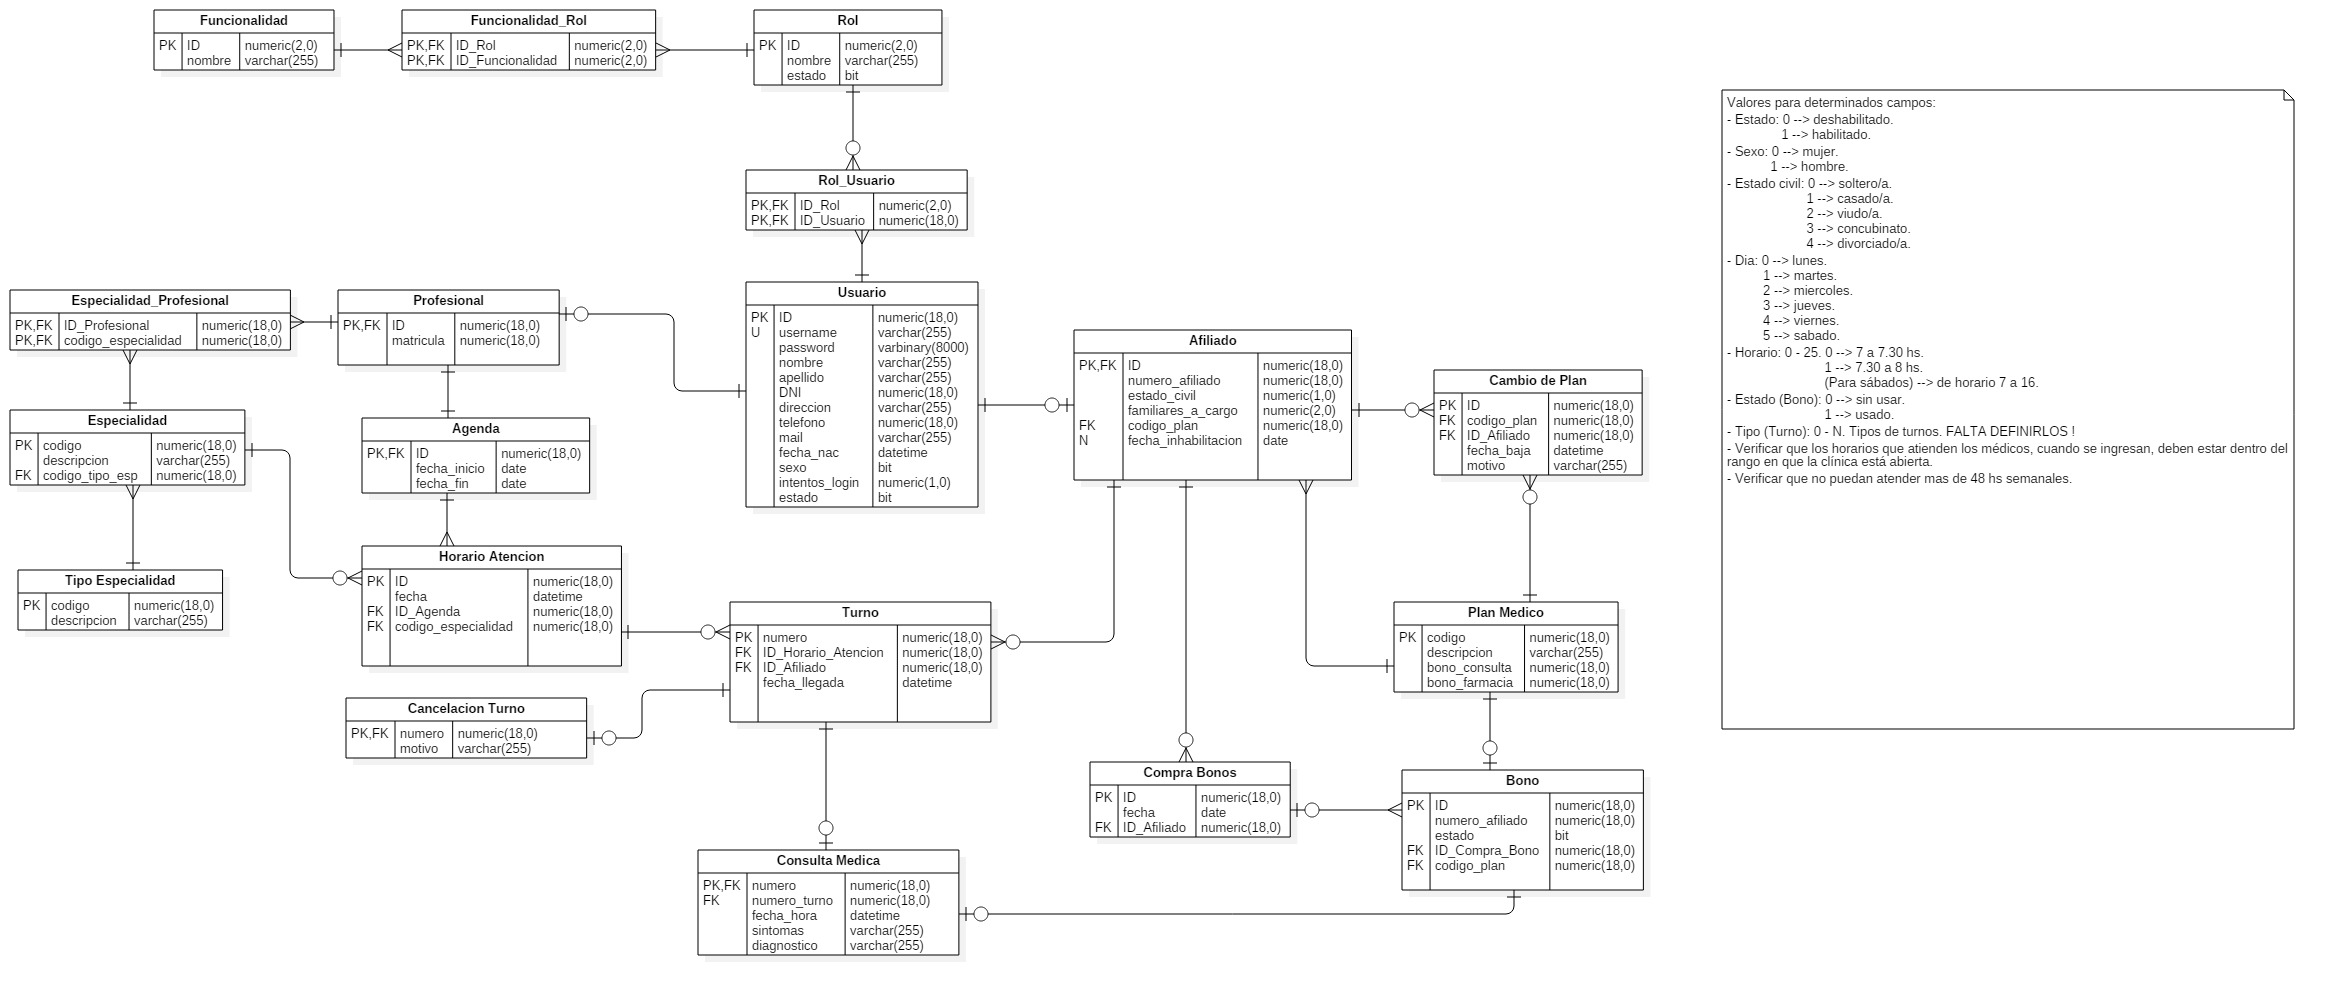 Funcionalidad
PK ID numeric(2,0)
nombre varchar(255)
Funcionalidad_Rol
PK,FK ID_Rol numeric(2,0)
PK,FK ID_Funcionalidad numeric(2,0)
Rol
PK ID numeric(2,0)
nombre varchar(255)
estado bit
Rol_Usuario
PK,FK ID_Rol numeric(2,0)
PK,FK ID_Usuario numeric(18,0)
Especialidad_Profesional
PK,FK ID_Profesional numeric(18,0)
PK,FK codigo_especialidad numeric(18,0)
Profesional
PK,FK ID numeric(18,0)
matricula numeric(18,0)
Usuario
PK ID numeric(18,0)
U username varchar(255)
password varbinary(8000)
nombre varchar(255)
apellido varchar(255)
DNI numeric(18,0)
direccion varchar(255)
telefono numeric(18,0)
mail varchar(255)
fecha_nac datetime
sexo bit
intentos_login numeric(1,0)
estado bit
Afiliado
PK,FK ID numeric(18,0)
numero_afiliado numeric(18,0)
estado_civil numeric(1,0)
familiares_a_cargo numeric(2,0)
FK codigo_plan numeric(18,0)
N fecha_inhabilitacion date
Cambio de Plan
PK ID numeric(18,0)
FK codigo_plan numeric(18,0)
FK ID_Afiliado numeric(18,0)
fecha_baja datetime
motivo varchar(255)
Especialidad
PK codigo numeric(18,0)
descripcion varchar(255)
FK codigo_tipo_esp numeric(18,0)
Agenda
PK,FK ID numeric(18,0)
fecha_inicio date
fecha_fin date
Tipo Especialidad
PK codigo numeric(18,0)
descripcion varchar(255)
Horario Atencion
PK ID numeric(18,0)
fecha datetime
FK ID_Agenda numeric(18,0)
FK codigo_especialidad numeric(18,0)
Turno
PK numero numeric(18,0)
FK ID_Horario_Atencion numeric(18,0)
FK ID_Afiliado numeric(18,0)
fecha_llegada datetime
Plan Medico
PK codigo numeric(18,0)
descripcion varchar(255)
bono_consulta numeric(18,0)
bono_farmacia numeric(18,0)
Cancelacion Turno
PK,FK numero numeric(18,0)
motivo varchar(255)
Compra Bonos
PK ID numeric(18,0)
fecha date
FK ID_Afiliado numeric(18,0)
Bono
PK ID numeric(18,0)
numero_afiliado numeric(18,0)
estado bit
FK ID_Compra_Bono numeric(18,0)
FK codigo_plan numeric(18,0)
Consulta Medica
PK,FK numero numeric(18,0)
FK numero_turno numeric(18,0)
fecha_hora datetime
sintomas varchar(255)
diagnostico varchar(255)
Valores para determinados campos:
- Estado: 0 --> deshabilitado.
1 --> habilitado.
- Sexo: 0 --> mujer.
1 --> hombre.
- Estado civil: 0 --> soltero/a.
1 --> casado/a.
2 --> viudo/a.
3 --> concubinato.
4 --> divorciado/a.
- Dia: 0 --> lunes.
1 --> martes.
2 --> miercoles.
3 --> jueves.
4 --> viernes.
5 --> sabado.
- Horario: 0 - 25. 0 --> 7 a 7.30 hs.
1 --> 7.30 a 8 hs.
(Para sábados) --> de horario 7 a 16.
- Estado (Bono): 0 --> sin usar.
1 --> usado.
- Tipo (Turno): 0 - N. Tipos de turnos. FALTA DEFINIRLOS !
- Verificar que los horarios que atienden los médicos, cuando se ingresan, deben estar dentro del
rango en que la clínica está abierta.
- Verificar que no puedan atender mas de 48 hs semanales.